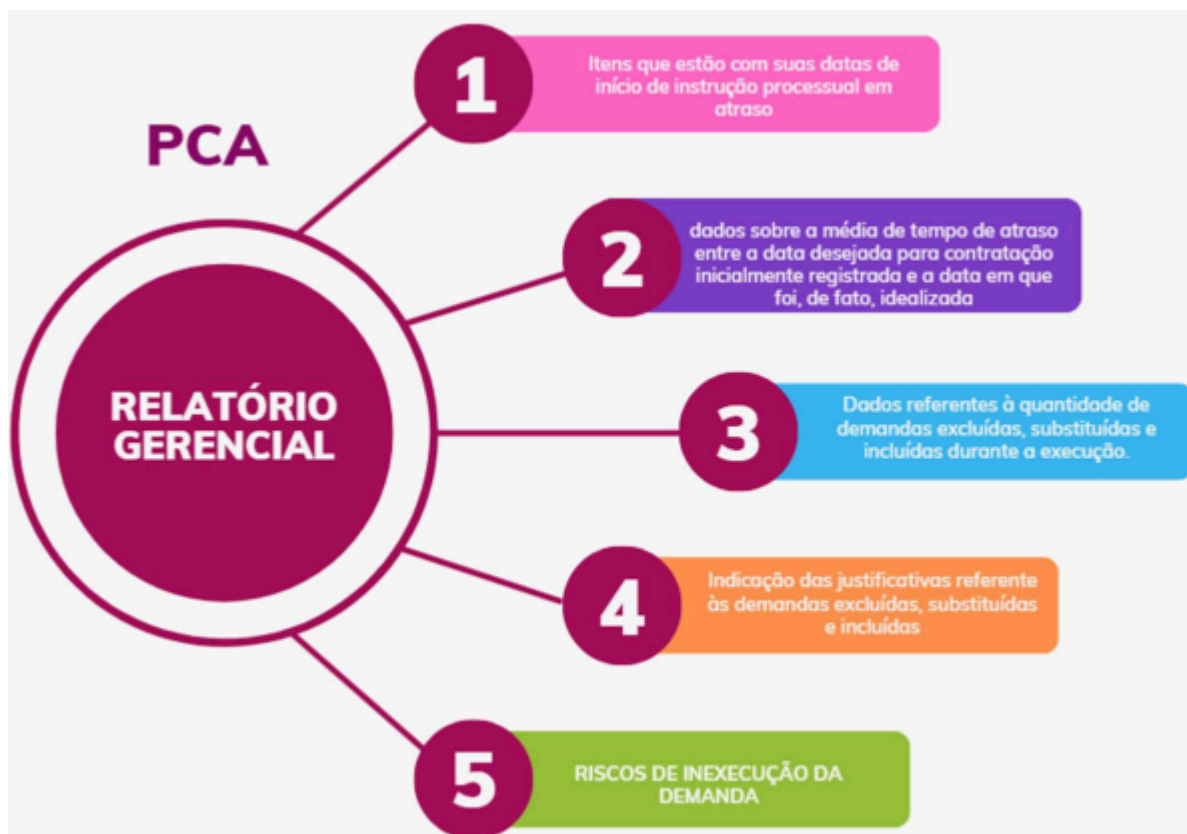 PCA
RELATÓRIO
GERENCIAL
1
Itens que estão com suas datas de
início de instrução processual em
atraso
2
dados sobre a média de tempo de atraso
entre a data desejada para contratação
inicialmente registrada e a data em que
foi, de fato, idealizada
3
Dados referentes à quantidade de
demandas excluídas, substituídas e
incluídas durante a execução.
4
Indicação das justificativas referente
às demandas excluídas, substituídas
e incluídas
5
RISCOS DE INEXECUÇÃO DA
DEMANDA